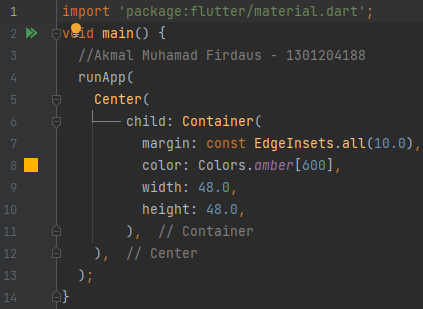 1 import 'package:flutter/material.dart';
2 void main() {
3 //Akmal Muhamad Firdaus - 1301204188
4 runApp(
5 Center(
6 child: Container(
7 margin: const EdgeInsets.all(10.0),
8 color: Colors.amber[600],
9 width: 48.0,
10 height: 48.0,
11 ), // Container
12 ), // Center
13 );
14 }